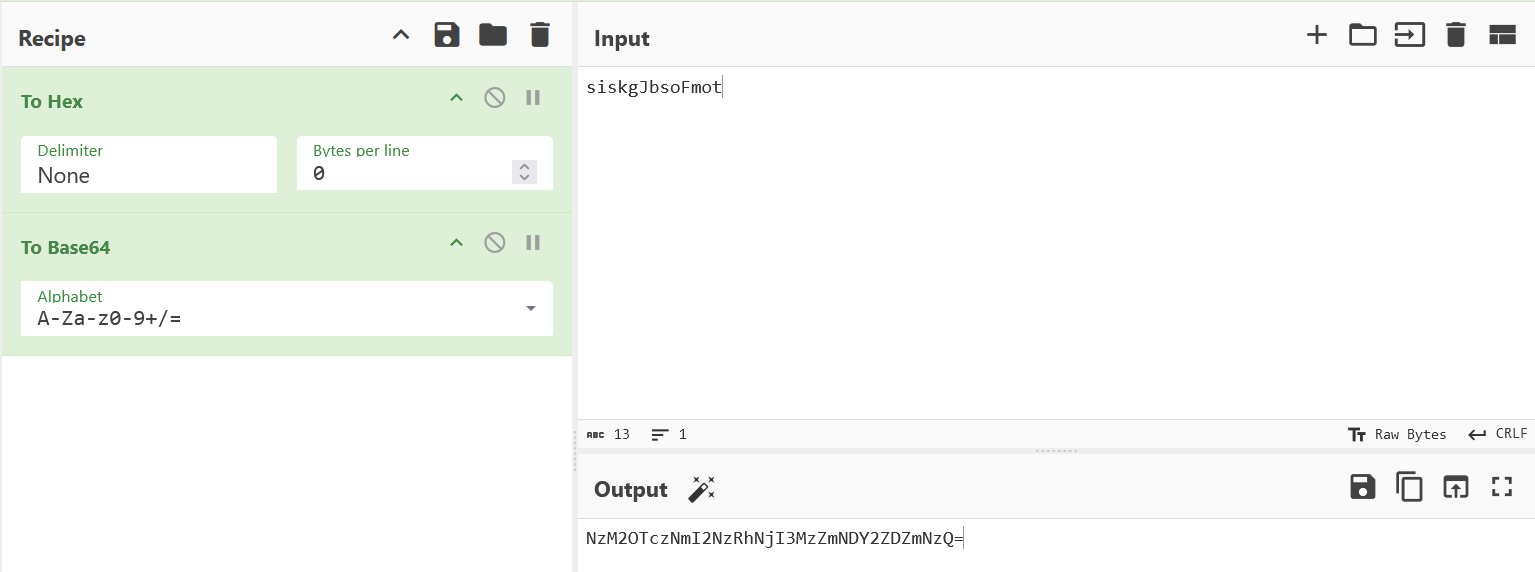 Recipe
To Hex
Delimiter
None
Bytes per line
0
To Base64
Alphabet
A-Za-z0-9+/=
Input
siskgJbsoFmot
ABC 13 1
Raw Bytes CRLF
Output
NzM2OTczNmI2NzRhNjI3MzZmNDY2ZDZmNzQ=